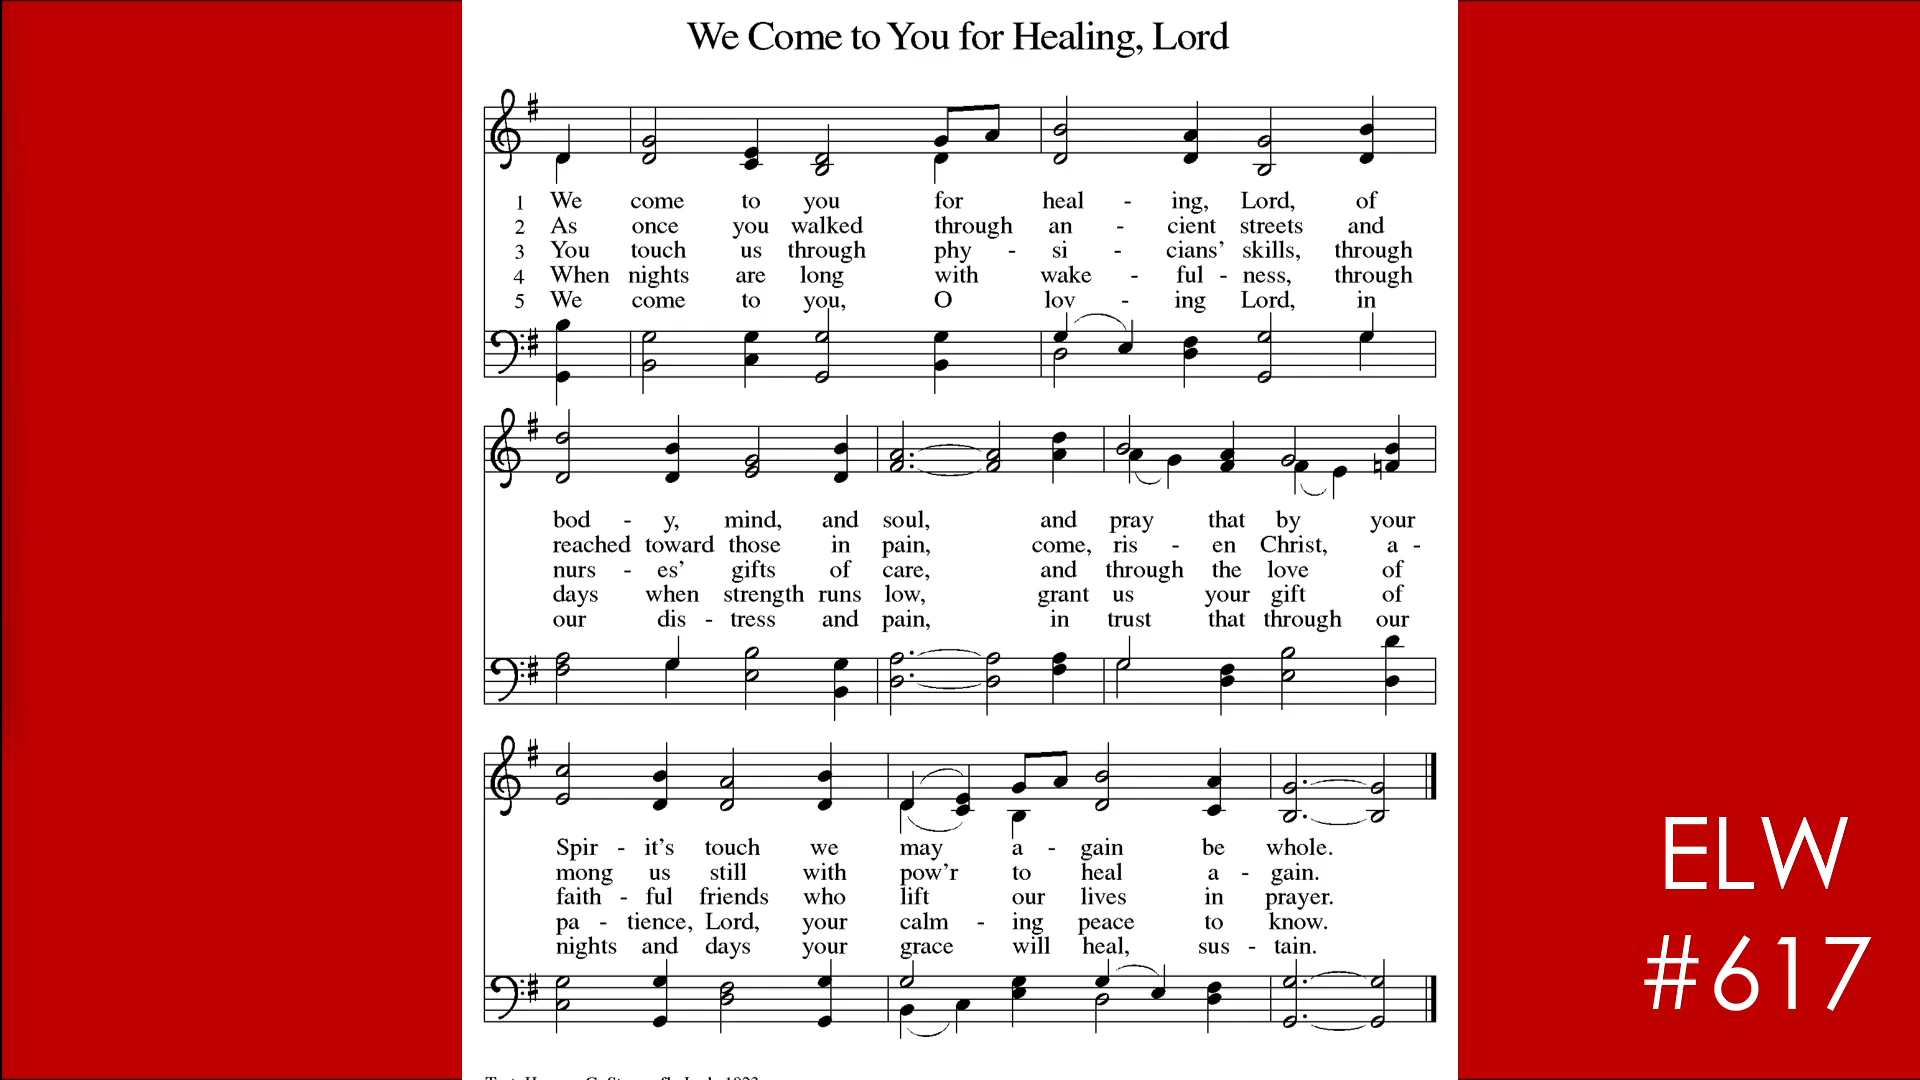 We Come to You for Healing, Lord
1 We come to you for heal - ing, Lord, of
2 As once you walked through an - cient streets and
3 You touch us through phy - si - cians' skills, through
4 When nights are long with wake - ful - ness, through
5 We come to you, O lov - ing Lord, in
bod - y, mind, and soul, and pray that by your
reached toward those in pain, come, ris - en Christ, a -
nurs - es' gifts of care, and through the love of
days when strength runs low, grant us your gift of
our dis - tress and pain, in trust that through our
Spir - it's touch we may a - gain be whole.
mong us still with pow'r to heal a - gain.
faith - ful friends who lift our lives in prayer.
pa - tience, Lord, your calm - ing peace to know.
nights and days your grace will heal, sus - tain.
ELW
#617